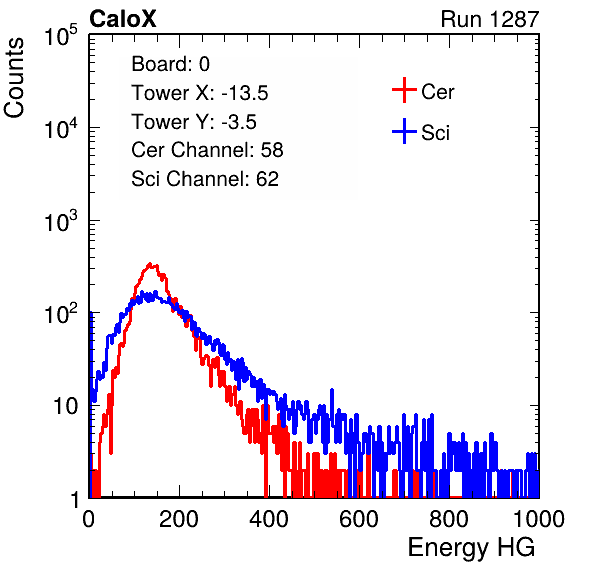 CaloX Run 1287
Counts
Board: 0
Tower X: -13.5
Tower Y: -3.5
Cer Channel: 58
Sci Channel: 62
Cer
Sci
10^5
10^4
10^3
10^2
10
1
0 200 400 600 800 1000
Energy HG